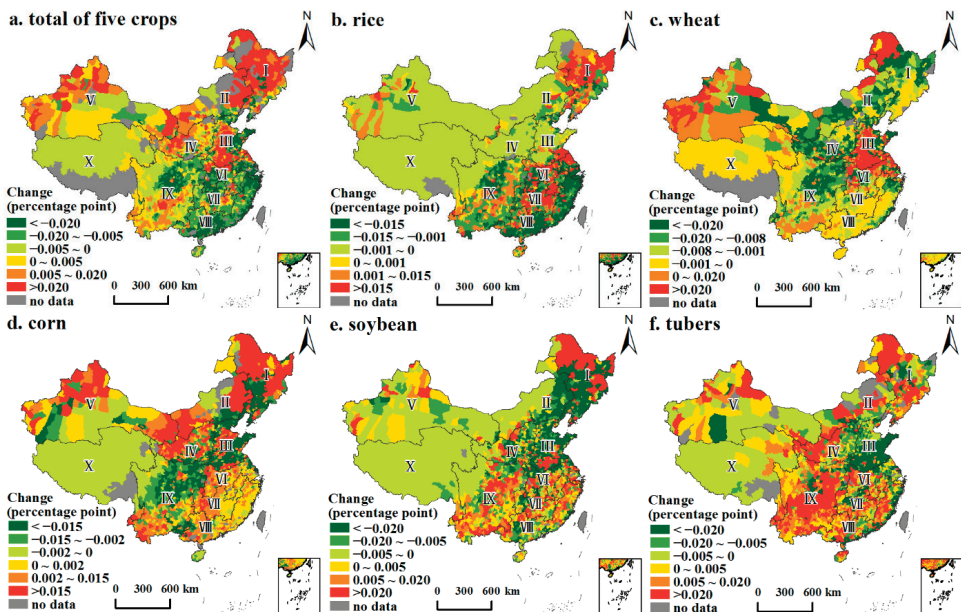 a. total of five crops
N
I
II
III
IV
V
VI
VII
VIII
IX
X
Change
(percentage point)
< −0.020
−0.020 ~ −0.005
−0.005 ~ 0
0 ~ 0.005
0.005 ~ 0.020
>0.020
no data
0 300 600 km
b. rice
N
I
II
III
IV
V
VI
VII
VIII
IX
X
Change
(percentage point)
< −0.015
−0.015 ~ −0.001
−0.001 ~ 0
0 ~ 0.001
0.001 ~ 0.015
>0.015
no data
0 300 600 km
c. wheat
N
I
II
III
IV
V
VI
VII
VIII
IX
X
Change
(percentage point)
< −0.020
−0.020 ~ −0.008
−0.008 ~ −0.001
−0.001 ~ 0
0 ~ 0.020
>0.020
no data
0 300 600 km
d. corn
N
I
II
III
IV
V
VI
VII
VIII
IX
X
Change
(percentage point)
< −0.015
−0.015 ~ −0.002
−0.002 ~ 0
0 ~ 0.002
0.002 ~ 0.015
>0.015
no data
0 300 600 km
e. soybean
N
I
II
III
IV
V
VI
VII
VIII
IX
X
Change
(percentage point)
< −0.020
−0.020 ~ −0.005
−0.005 ~ 0
0 ~ 0.005
0.005 ~ 0.020
>0.020
no data
0 300 600 km
f. tubers
N
I
II
III
IV
V
VI
VII
VIII
IX
X
Change
(percentage point)
< −0.020
−0.020 ~ −0.005
−0.005 ~ 0
0 ~ 0.005
0.005 ~ 0.020
>0.020
no data
0 300 600 km